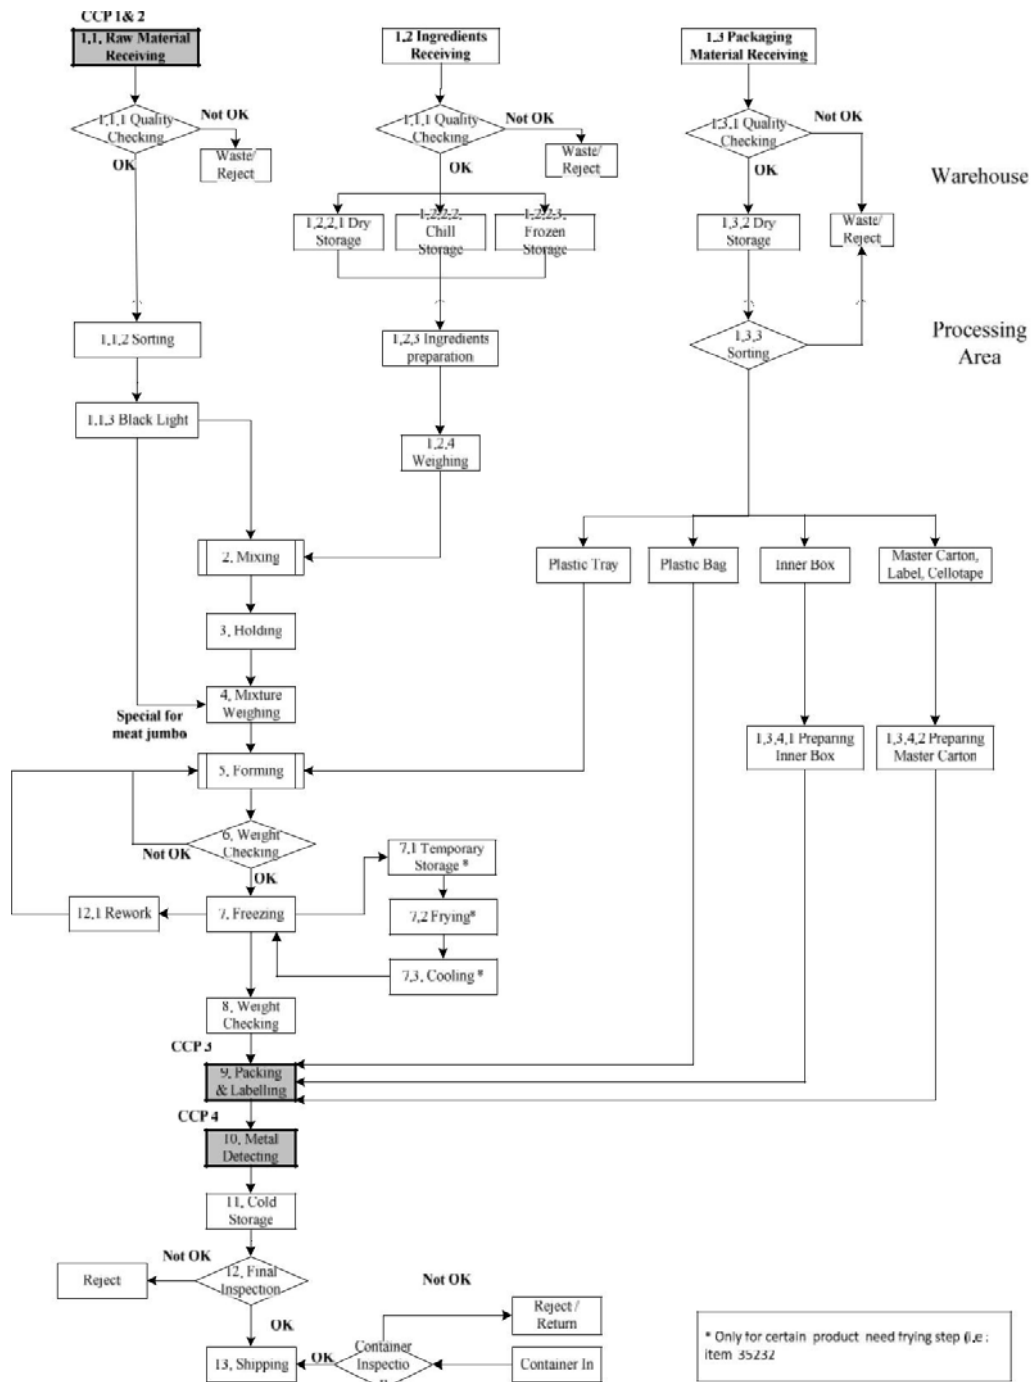 CCP 1& 2
1,1, Raw Material
Receiving
1,2 Ingredients
Receiving
1,3 Packaging
Material Receiving
1,1,1 Quality
Checking
Not OK
OK
Waste/
Reject
1,1,1 Quality
Checking
Not OK
OK
Waste/
Reject
1,3,1 Quality
Checking
Not OK
OK
Warehouse
1,2,2,1 Dry
Storage
1,2,2,2,
Chill
Storage
1,2,2,3,
Frozen
Storage
1,3,2 Dry
Storage
Waste/
Reject
1,1,2 Sorting
1,2,3 Ingredients
preparation
1,3,3
Sorting
Processing
Area
1,1,3 Black Light
1,2,4
Weighing
2, Mixing
Plastic Tray
Plastic Bag
Inner Box
Master Carton,
Label, Cellotape
3, Holding
4, Mixture
Weighing
Special for
meat jumbo
1,3,4,1 Preparing
Inner Box
1,3,4,2 Preparing
Master Carton
5, Forming
6, Weight
Checking
Not OK
OK
7,1 Temporary
Storage *
12,1 Rework
7, Freezing
7,2 Frying*
7,3, Cooling *
8, Weight
Checking
CCP 3
9, Packing
& Labelling
CCP 4
10, Metal
Detecting
11, Cold
Storage
Not OK
Reject
12, Final
Inspection
OK
Not OK
Reject /
Return
13, Shipping
OK
Container
Inspectio
Container In
* Only for certain product need frying step (i,e :
item 35232